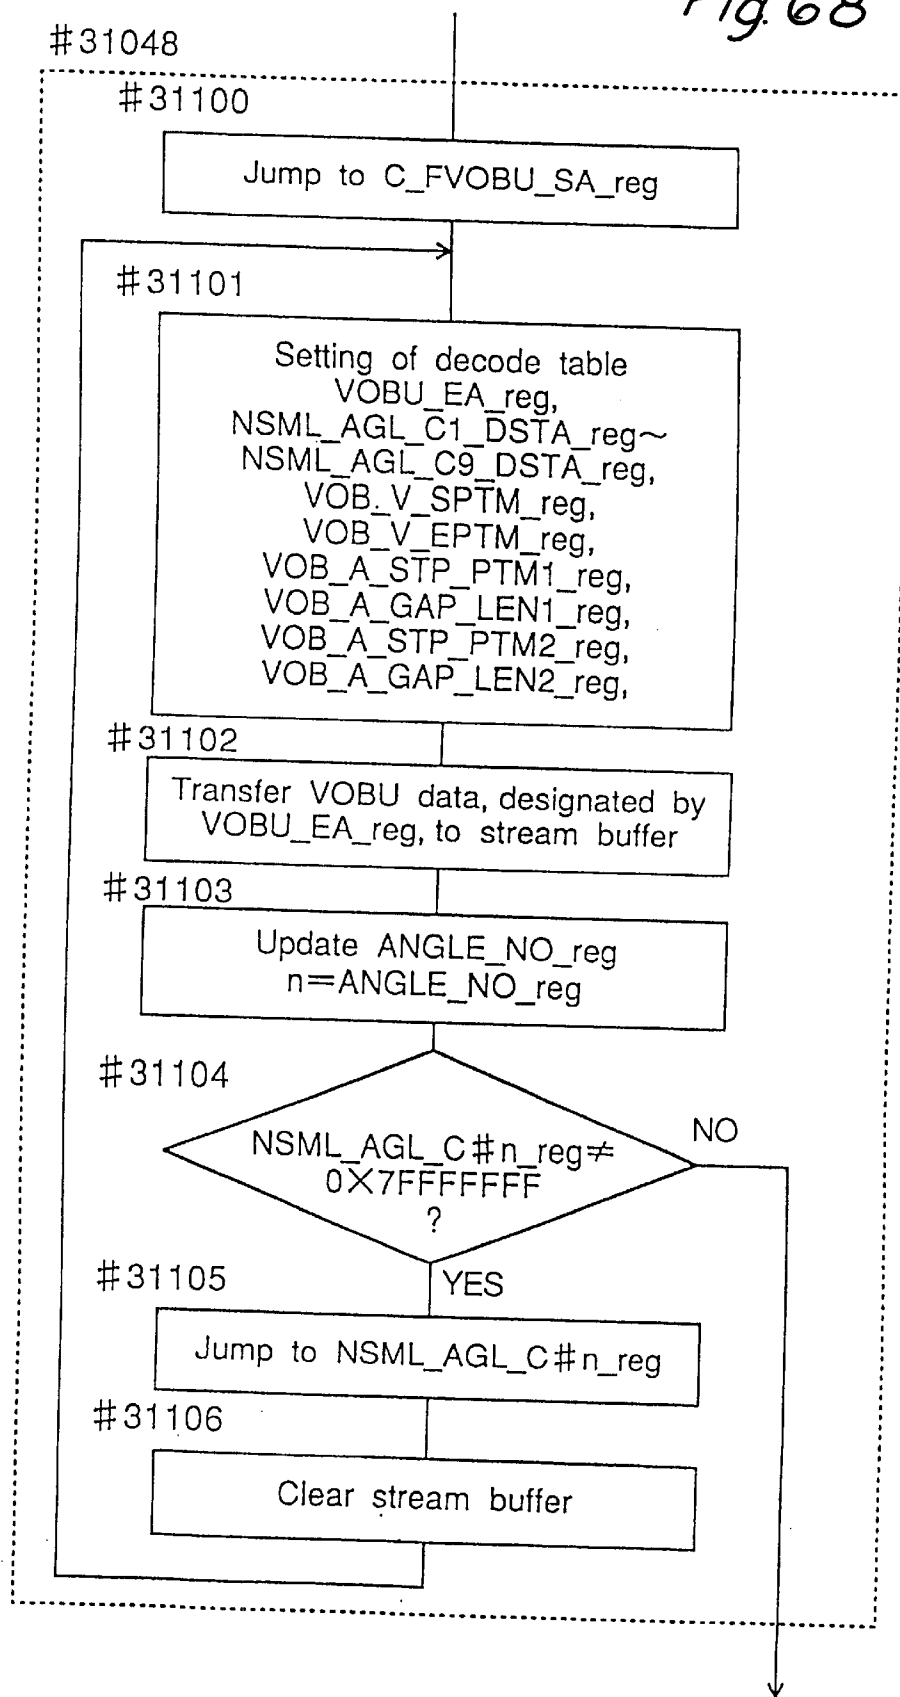 Fig. 68
#31048
#31100
Jump to C_FVOBU_SA_reg
#31101
Setting of decode table
VOBU_EA_reg,
NSML_AGL_C1_DSTA_reg~
NSML_AGL_C9_DSTA_reg,
VOB_V_SPTM_reg,
VOB_V_EPTM_reg,
VOB_A_STP_PTM1_reg,
VOB_A_GAP_LEN1_reg,
VOB_A_STP_PTM2_reg,
VOB_A_GAP_LEN2_reg,
#31102
Transfer VOBU data, designated by
VOBU_EA_reg, to stream buffer
#31103
Update ANGLE_NO_reg
n=ANGLE_NO_reg
#31104
NSML_AGL_C#n_reg≠
0X7FFFFFFF
?
NO
YES
#31105
Jump to NSML_AGL_C#n_reg
#31106
Clear stream buffer